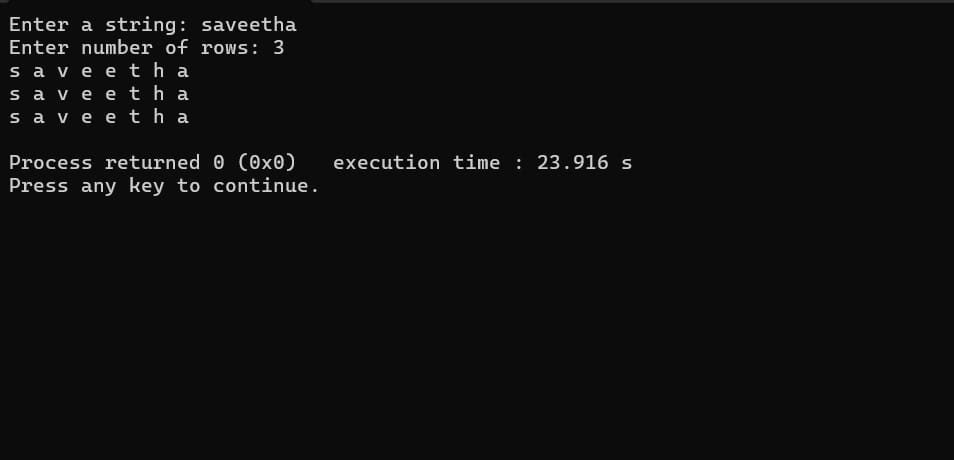 Enter a string: saveetha
Enter number of rows: 3
s a v e e t h a
s a v e e t h a
s a v e e t h a
Process returned 0 (0x0)   execution time : 23.916 s
Press any key to continue.